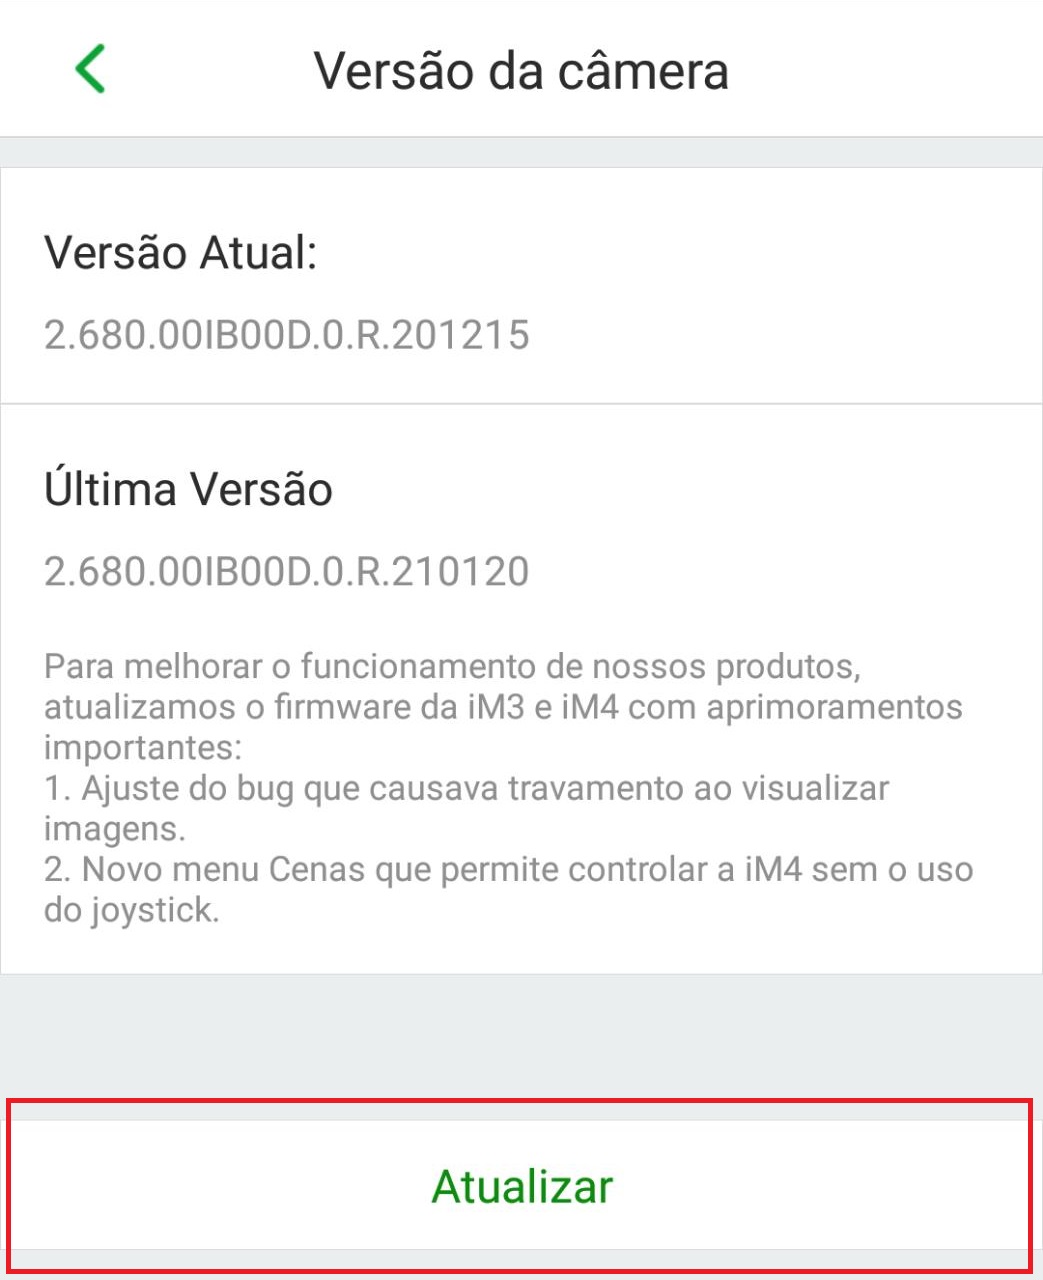 Versão da câmera
Versão Atual:
2.680.00IB00D.0.R.201215
Última Versão
2.680.00IB00D.0.R.210120
Para melhorar o funcionamento de nossos produtos,
atualizamos o firmware da iM3 e iM4 com aprimoramentos
importantes:
1. Ajuste do bug que causava travamento ao visualizar
imagens.
2. Novo menu Cenas que permite controlar a iM4 sem o uso
do joystick.
Atualizar